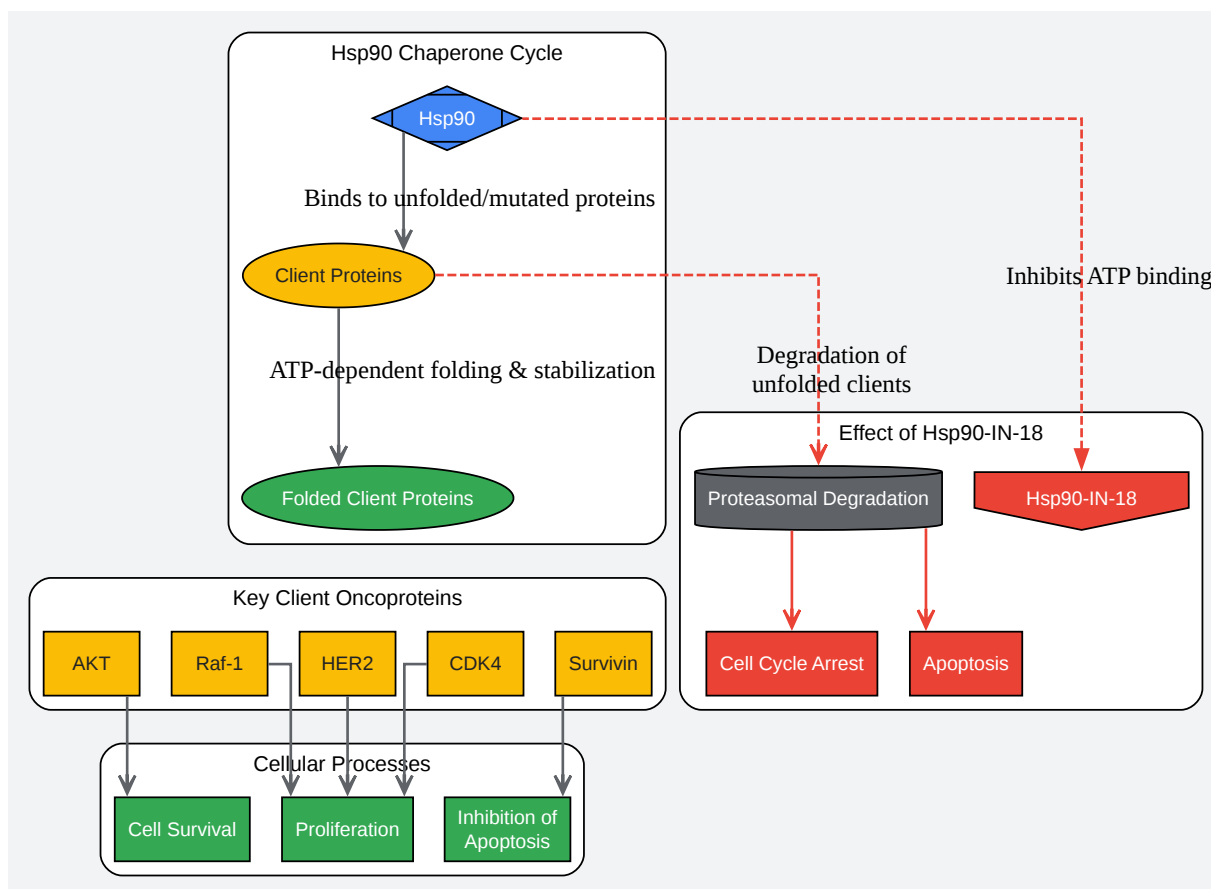 Hsp90 Chaperone Cycle
Hsp90
Binds to unfolded/mutated proteins
Client Proteins
Inhibits ATP binding
ATP-dependent folding & stabilization
Degradation of
unfolded clients
Folded Client Proteins
Effect of Hsp90-IN-18
Proteasomal Degradation
Hsp90-IN-18
Cell Cycle Arrest
Apoptosis
Key Client Oncoproteins
AKT
Raf-1
HER2
CDK4
Survivin
Cellular Processes
Cell Survival
Proliferation
Inhibition of
Apoptosis